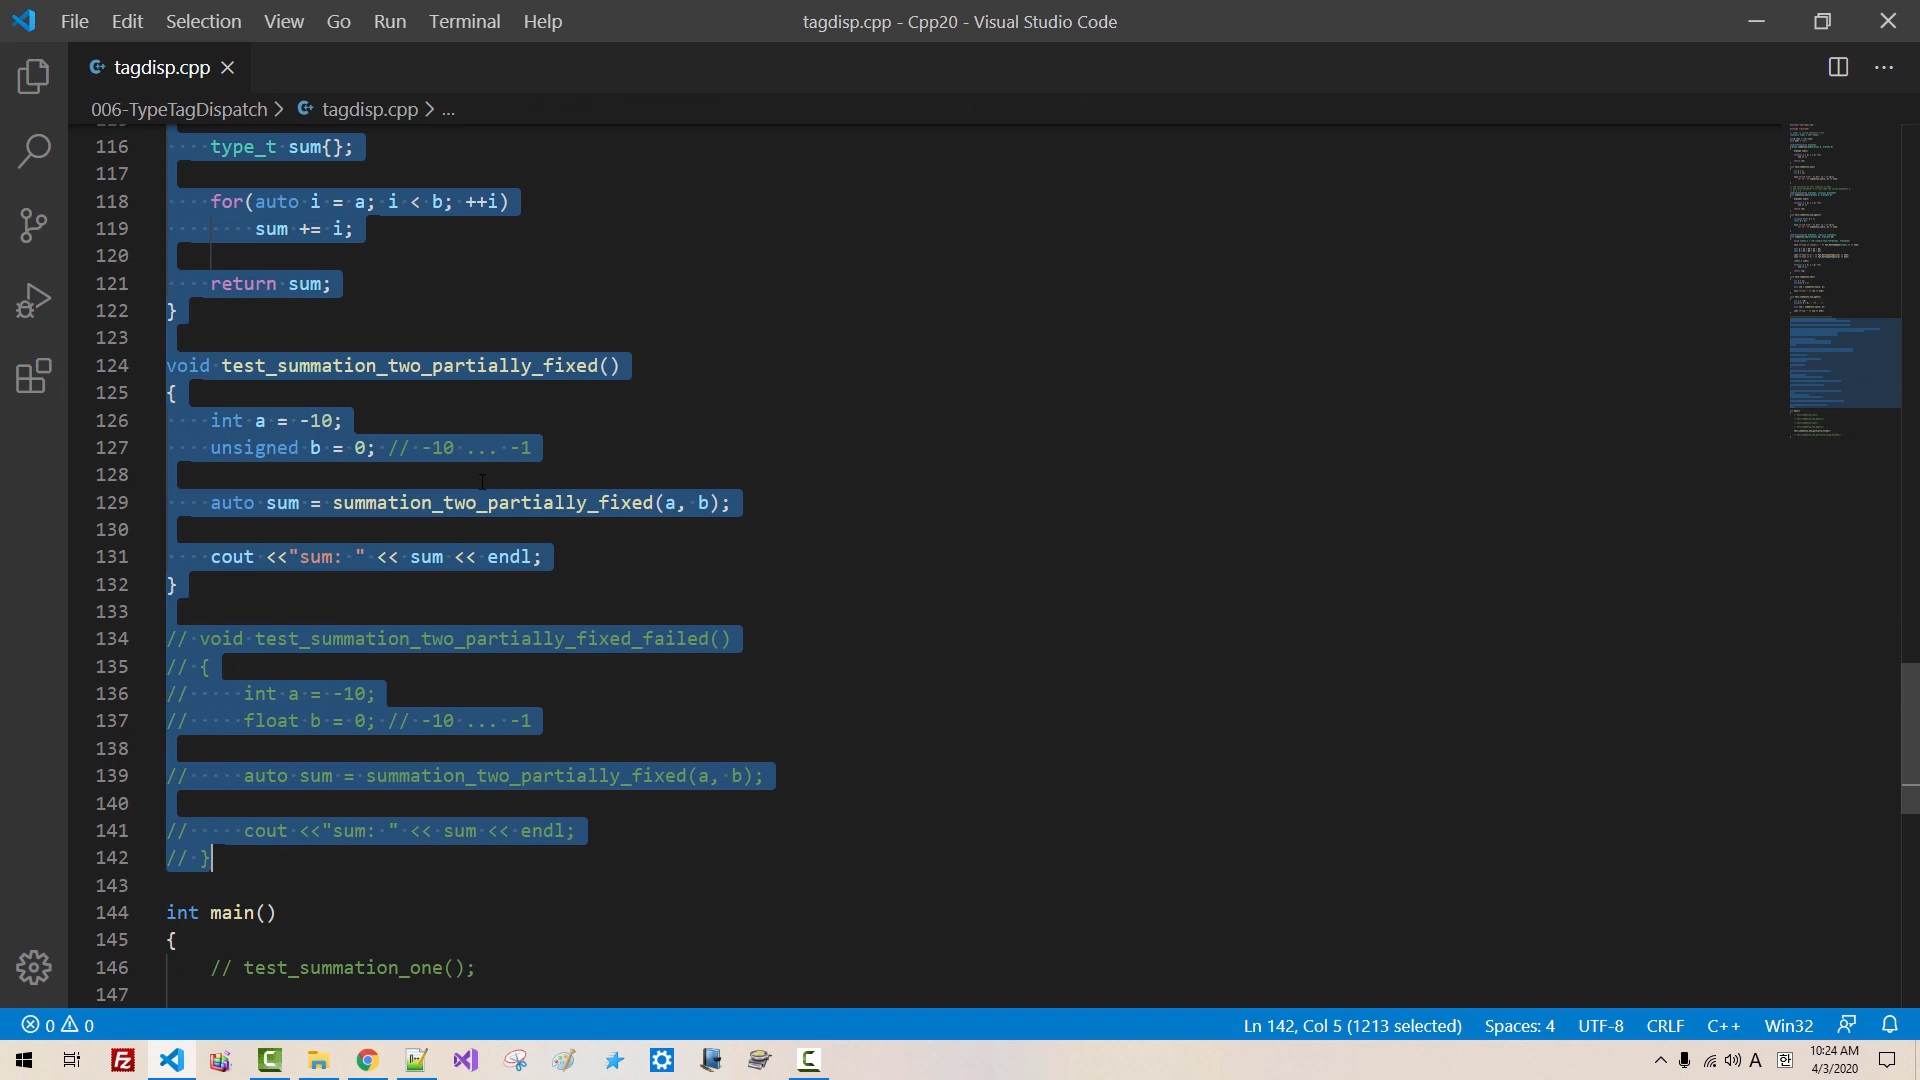 File Edit Selection View Go Run Terminal Help
tagdisp.cpp - Cpp20 - Visual Studio Code
tagdisp.cpp
006-TypeTagDispatch > tagdisp.cpp > ...
116 type_t sum{};
117
118 for(auto i = a; i < b; ++i)
119 sum += i;
120
121 return sum;
122 }
123
124 void test_summation_two_partially_fixed()
125 {
126 int a = -10;
127 unsigned b = 0; // -10 ... -1
128
129 auto sum = summation_two_partially_fixed(a, b);
130
131 cout <<"sum: " << sum << endl;
132 }
133
134 // void test_summation_two_partially_fixed_failed()
135 // {
136 // int a = -10;
137 // float b = 0; // -10 ... -1
138
139 // auto sum = summation_two_partially_fixed(a, b);
140
141 // cout <<"sum: " << sum << endl;
142 // }
143
144 int main()
145 {
146 // test_summation_one();
147
0 0 Ln 142, Col 5 (1213 selected) Spaces: 4 UTF-8 CRLF C++ Win32
A 한 10:24 AM
4/3/2020